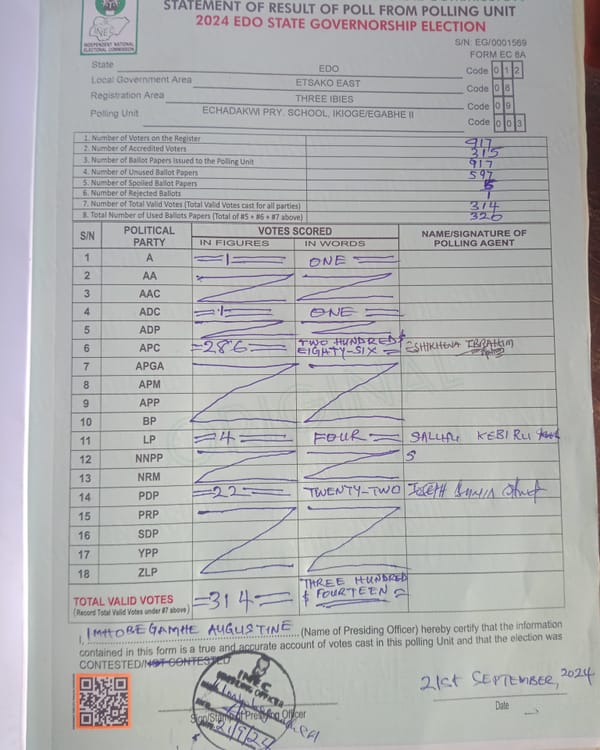 STATEMENT OF RESULT OF POLL FROM POLLING UNIT
2024 EDO STATE GOVERNORSHIP ELECTION
INEC
INDEPENDENT NATIONAL
ELECTORAL COMMISSION
S/N: EG/0001569
FORM EC 8A
State EDO Code 0 1 2
Local Government Area ETSAKO EAST Code 0 8
Registration Area THREE IBIES Code 0 9
Polling Unit ECHADAKWI PRY. SCHOOL, IKIOGE/EGABHE II Code 0 0 3
1. Number of Voters on the Register 917
2. Number of Accredited Voters 315
3. Number of Ballot Papers Issued to the Polling Unit 917
4. Number of Unused Ballot Papers 597
5. Number of Spoiled Ballot Papers 5
6. Number of Rejected Ballots 1
7. Number of Total Valid Votes (Total Valid Votes cast for all parties) 314
8. Total Number of Used Ballots Papers (Total of #5 + #6 + #7 above) 320
S/N POLITICAL PARTY VOTES SCORED NAME/SIGNATURE OF POLLING AGENT
IN FIGURES IN WORDS
1 A =1= ONE =
2 AA
3 AAC
4 ADC =1= ONE =
5 ADP
6 APC =286= TWO HUNDRED & EIGHTY-SIX = ESHIKHENA IBRAHIM
7 APGA
8 APM
9 APP
10 BP
11 LP =4= FOUR = SALLIHU KEBIRU
12 NNPP
13 NRM
14 PDP =22= TWENTY-TWO JOSEPH
15 PRP
16 SDP
17 YPP
18 ZLP
TOTAL VALID VOTES =314= THREE HUNDRED & FOURTEEN =
(Record Total Valid Votes under #7 above)
I, IMHOBEGAMHE AUGUSTINE (Name of Presiding Officer) hereby certify that the information
contained in this form is a true and accurate account of votes cast in this polling Unit and that the election was
CONTESTED/NOT CONTESTED
INEC
PRESIDING OFFICER
21/9/24
21ST SEPTEMBER, 2024
Sign/Stamp of Presiding Officer
Date